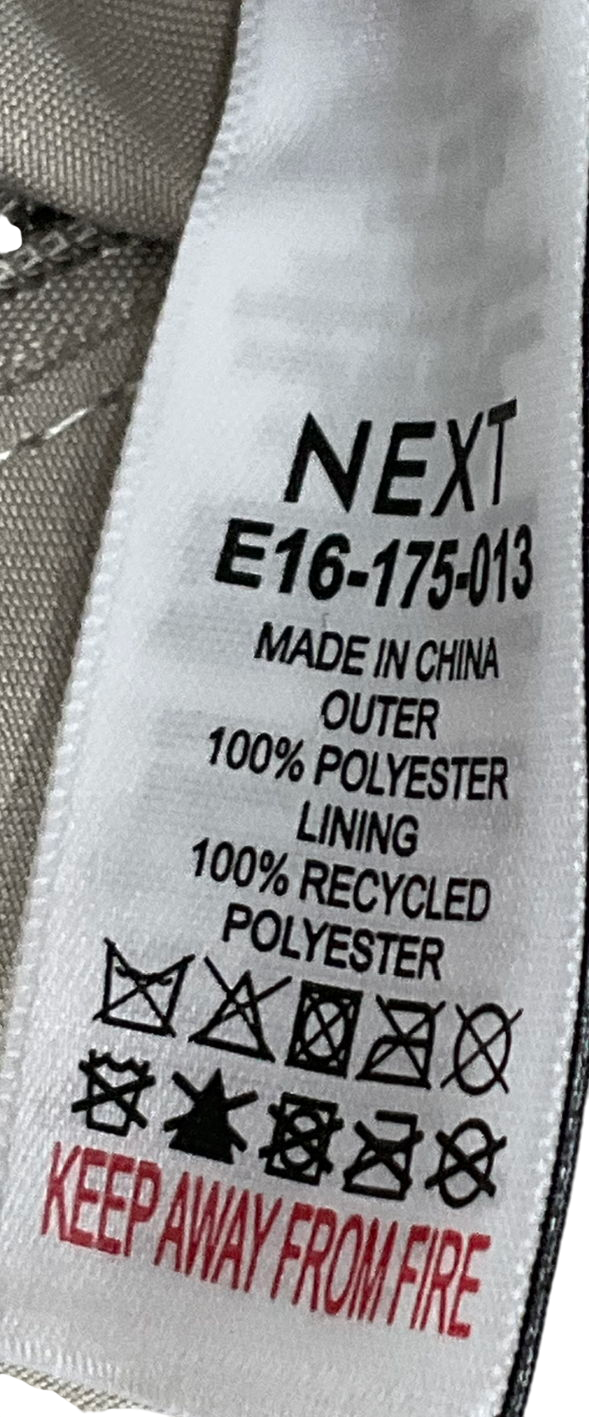 NEXT
E16-175-013
MADE IN CHINA
OUTER
100% POLYESTER
LINING
100% RECYCLED
POLYESTER
KEEP AWAY FROM FIRE